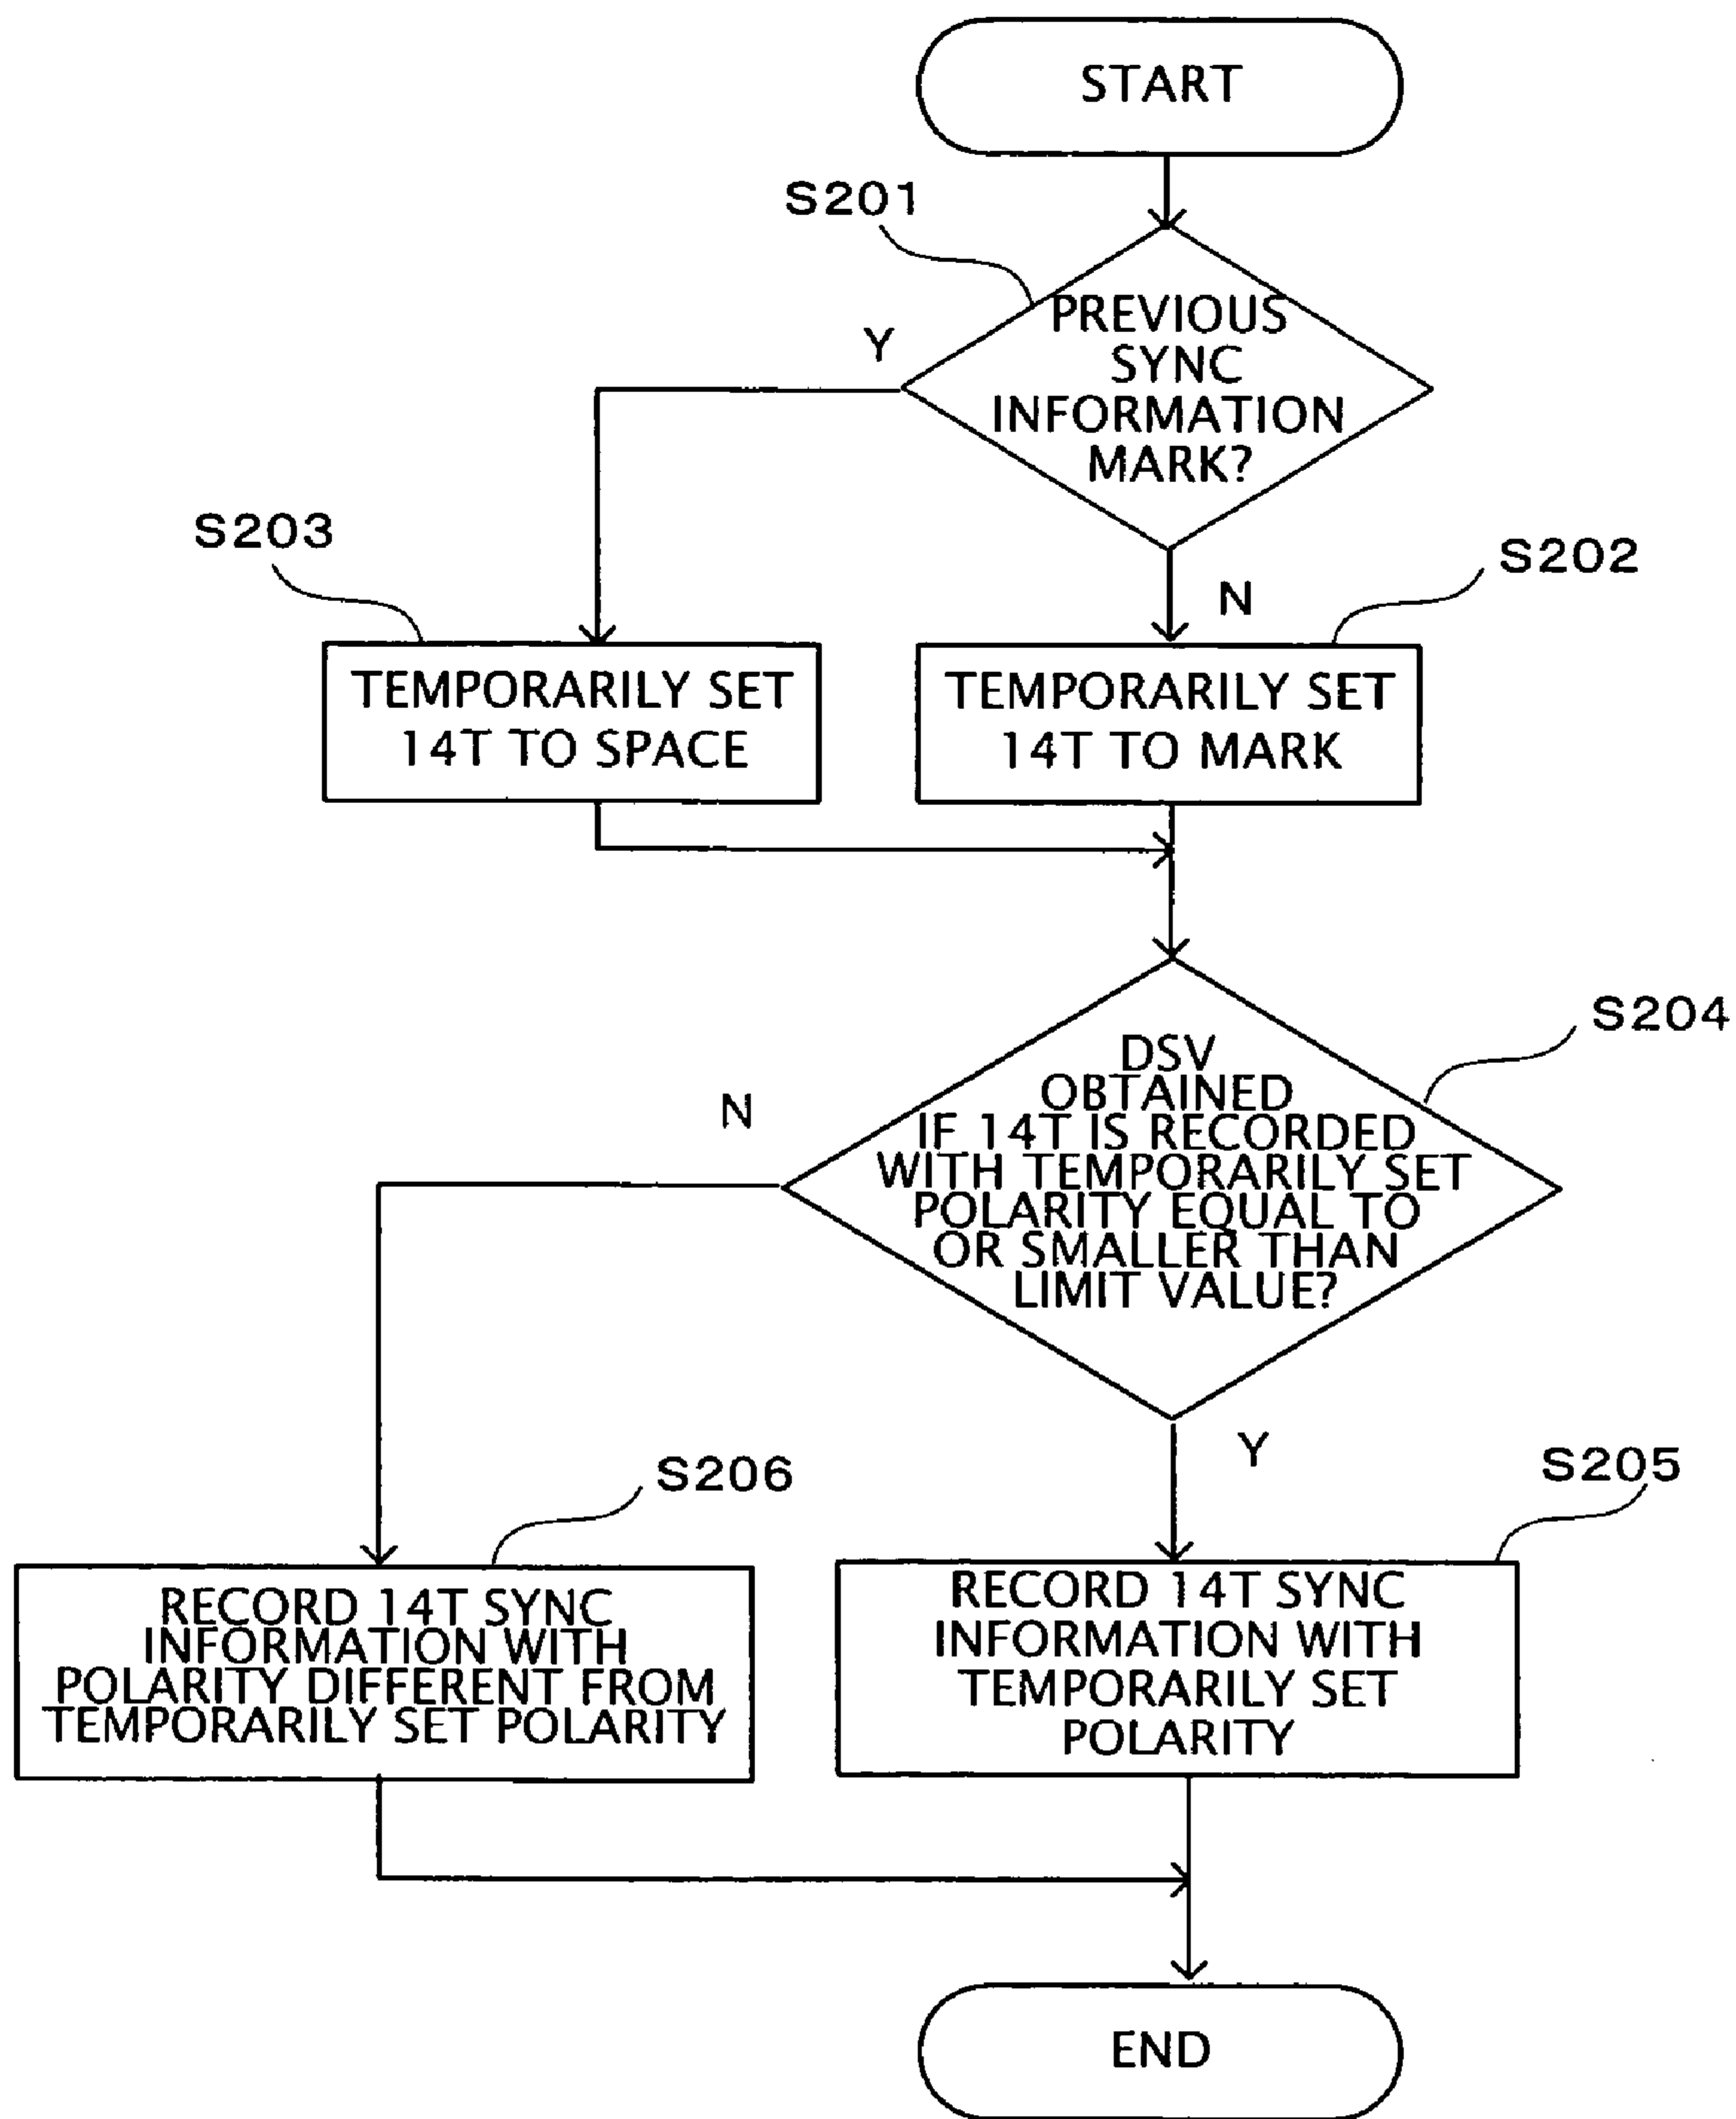 START
S201
PREVIOUS
SYNC
INFORMATION
MARK?
Y
N
S203
S202
TEMPORARILY SET
14T TO SPACE
TEMPORARILY SET
14T TO MARK
S204
DSV
OBTAINED
IF 14T IS RECORDED
WITH TEMPORARILY SET
POLARITY EQUAL TO
OR SMALLER THAN
LIMIT VALUE?
N
Y
S206
S205
RECORD 14T SYNC
INFORMATION WITH
POLARITY DIFFERENT FROM
TEMPORARILY SET POLARITY
RECORD 14T SYNC
INFORMATION WITH
TEMPORARILY SET
POLARITY
END